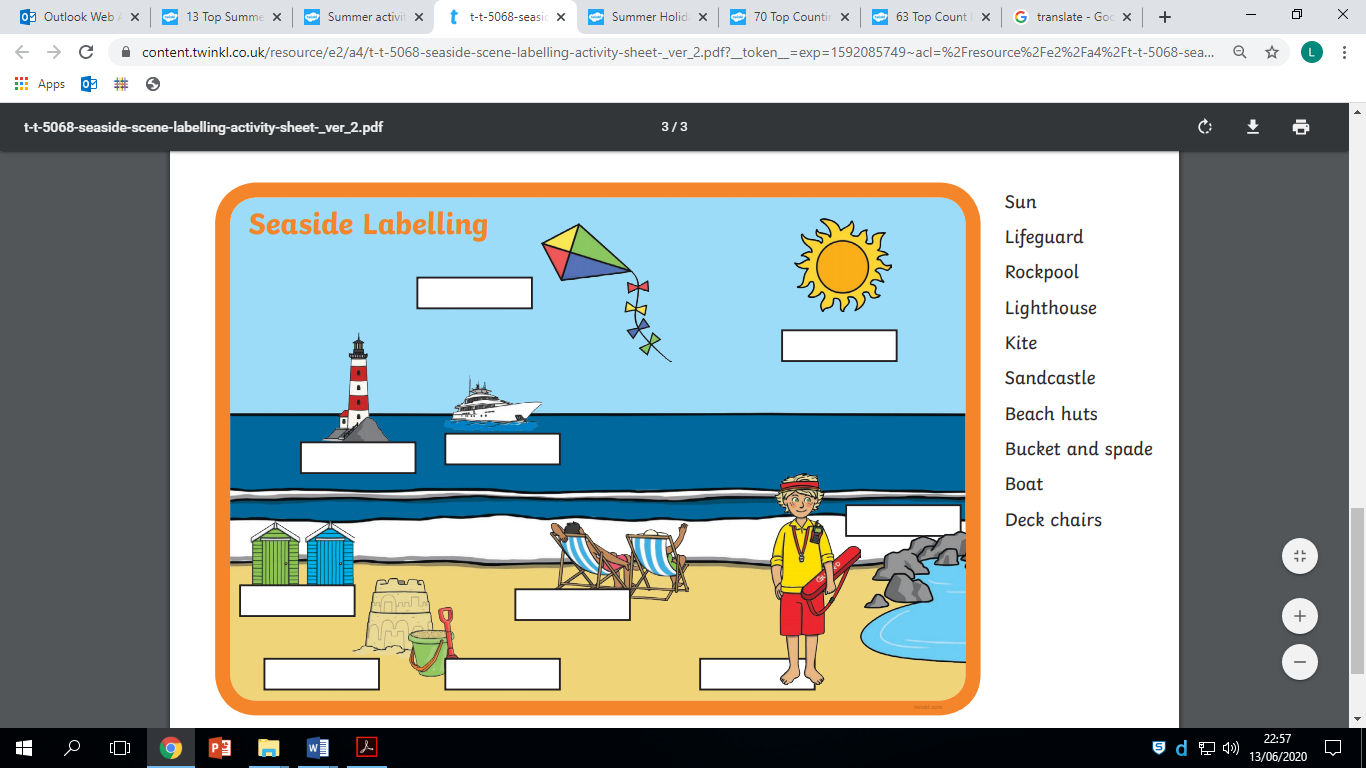 Outlook Web A
13 Top Summe
Summer activit
t-t-5068-seasid
Summer Holid
70 Top Countin
63 Top Count
translate - Goo
content.twinkl.co.uk/resource/e2/a4/t-t-5068-seaside-scene-labelling-activity-sheet-_ver_2.pdf?__token__=exp=1592085749~acl=%2Fresource%2Fe2%2Fa4%2Ft-t-5068-sea...
L
Apps
t-t-5068-seaside-scene-labelling-activity-sheet-_ver_2.pdf
3 / 3
Seaside Labelling
Sun
Lifeguard
Rockpool
Lighthouse
Kite
Sandcastle
Beach huts
Bucket and spade
Boat
Deck chairs
22:57
13/06/2020